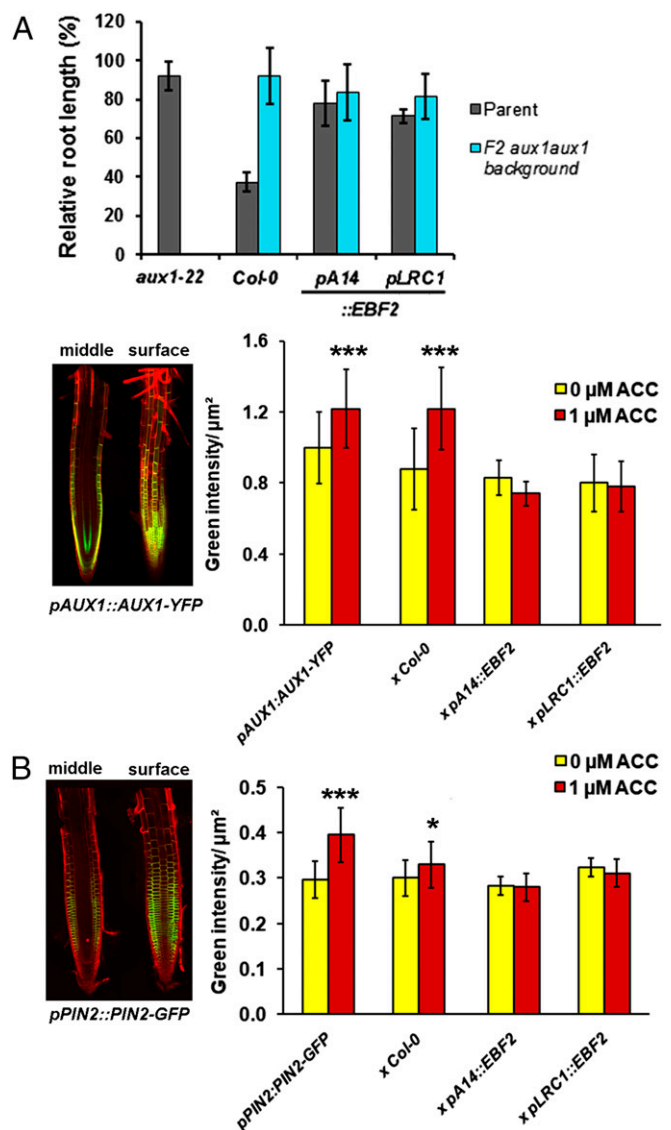 A
Relative root length (%)
120
100
80
60
40
20
0
aux1-22
Col-0
pA14
pLRC1
::EBF2
Parent
F2 aux1aux1
background
middle
surface
pAUX1::AUX1-YFP
Green intensity/µm²
1.6
1.2
0.8
0.4
0.0
***
***
0 µM ACC
1 µM ACC
pAUX1:AUX1-YFP
x Col-0
x pA14::EBF2
x pLRC1::EBF2
B
middle
surface
pPIN2::PIN2-GFP
Green intensity/µm²
0.5
0.4
0.3
0.2
0.1
0.0
***
*
0 µM ACC
1 µM ACC
pPIN2:PIN2-GFP
x Col-0
x pA14::EBF2
x pLRC1::EBF2